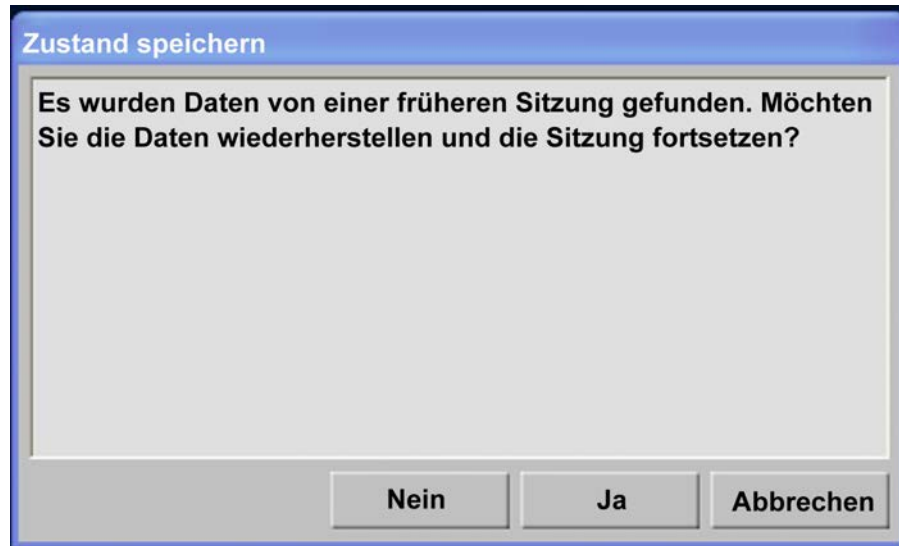 Zustand speichern
Es wurden Daten von einer früheren Sitzung gefunden. Möchten
Sie die Daten wiederherstellen und die Sitzung fortsetzen?
Nein Ja Abbrechen